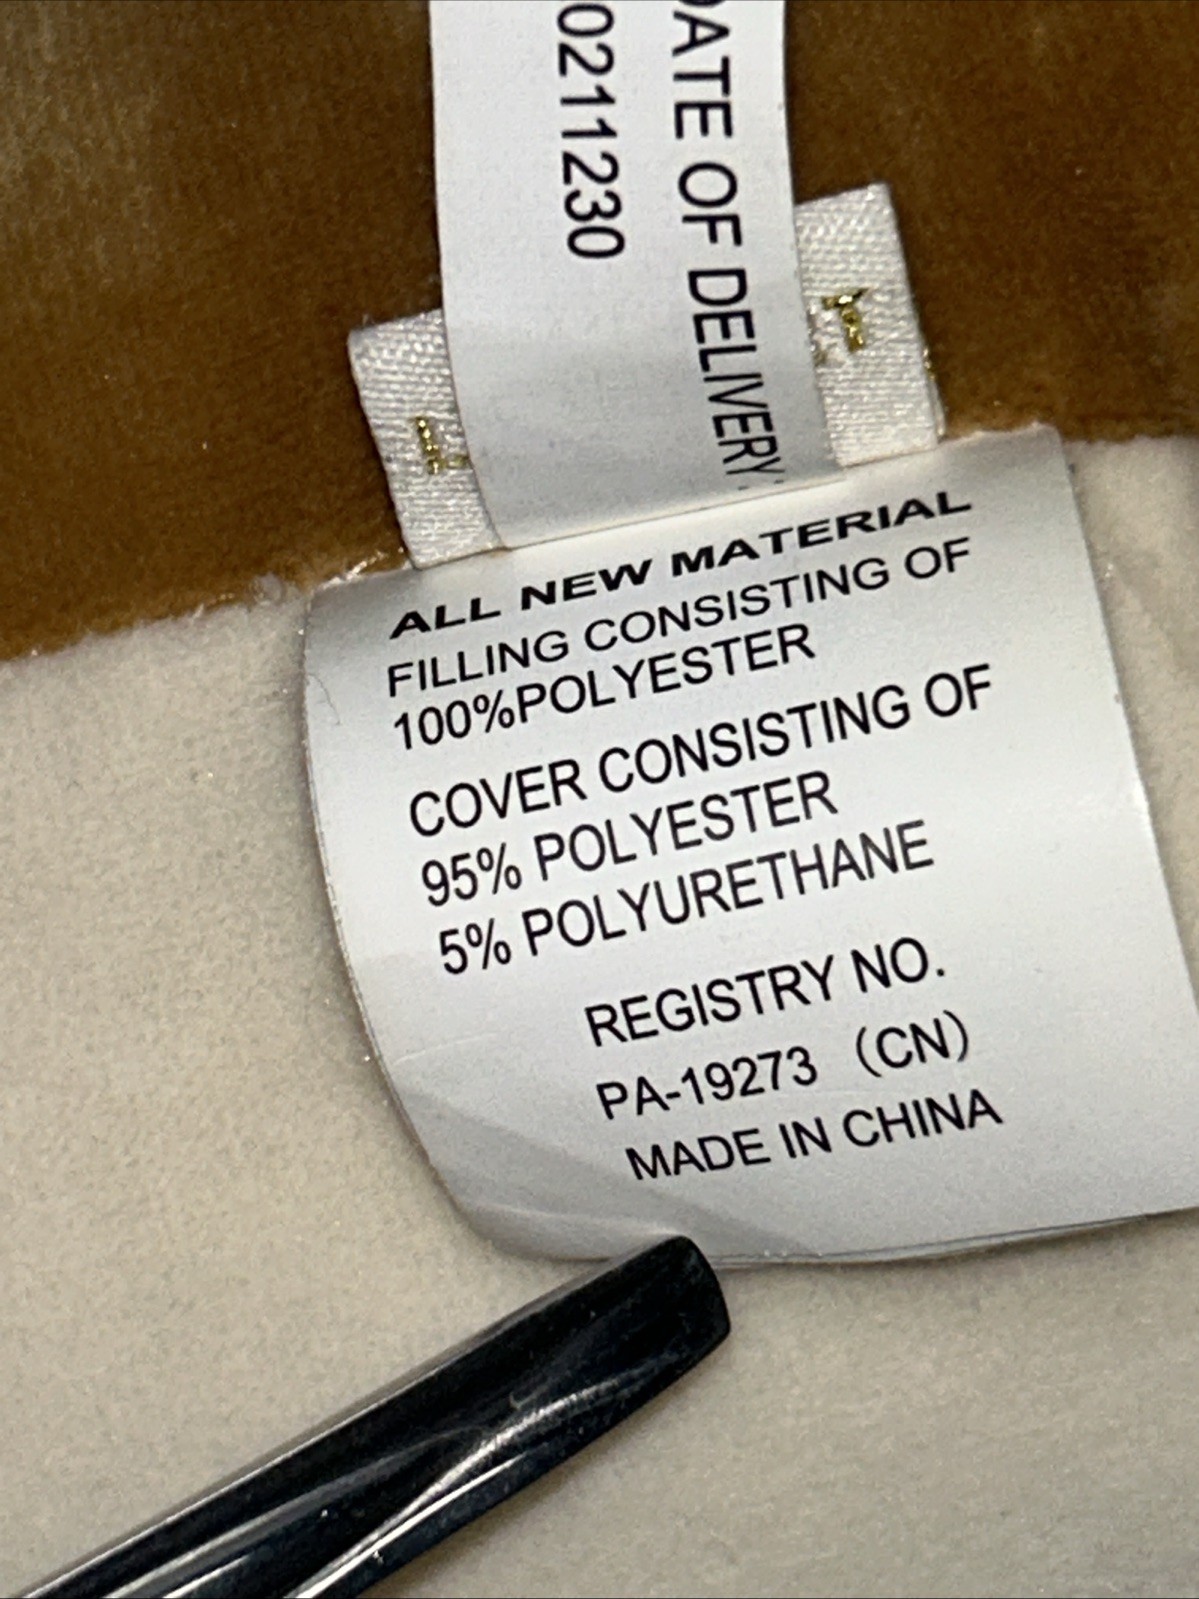 DATE OF DELIVERY:
0211230
L
T
ALL NEW MATERIAL
FILLING CONSISTING OF
100%POLYESTER
COVER CONSISTING OF
95% POLYESTER
5% POLYURETHANE
REGISTRY NO.
PA-19273 (CN)
MADE IN CHINA